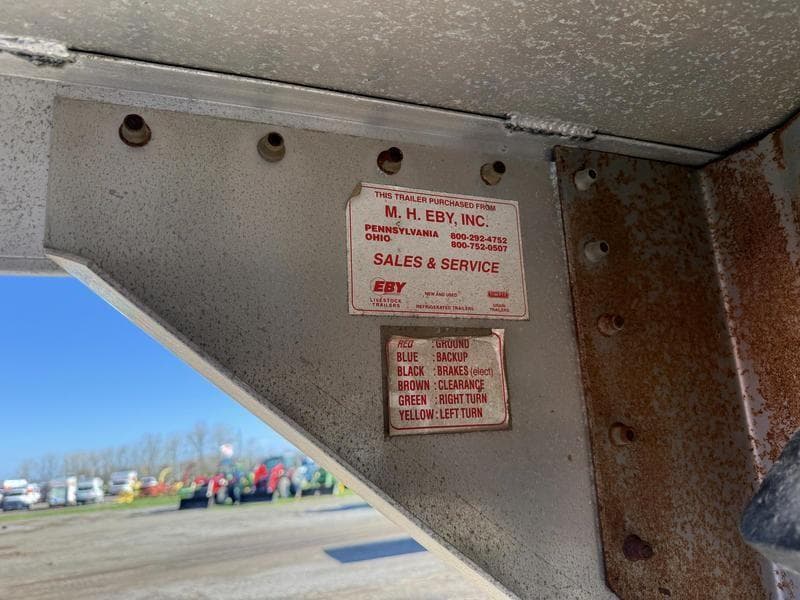 THIS TRAILER PURCHASED FROM
M. H. EBY, INC.
PENNSYLVANIA 800-292-4752
OHIO 800-752-0507
SALES & SERVICE
EBY
LIVESTOCK
TRAILERS
NEW AND USED
REFRIGERATED TRAILERS
GRAIN
TRAILERS
RED : GROUND
BLUE : BACKUP
BLACK : BRAKES (elect)
BROWN : CLEARANCE
GREEN : RIGHT TURN
YELLOW : LEFT TURN